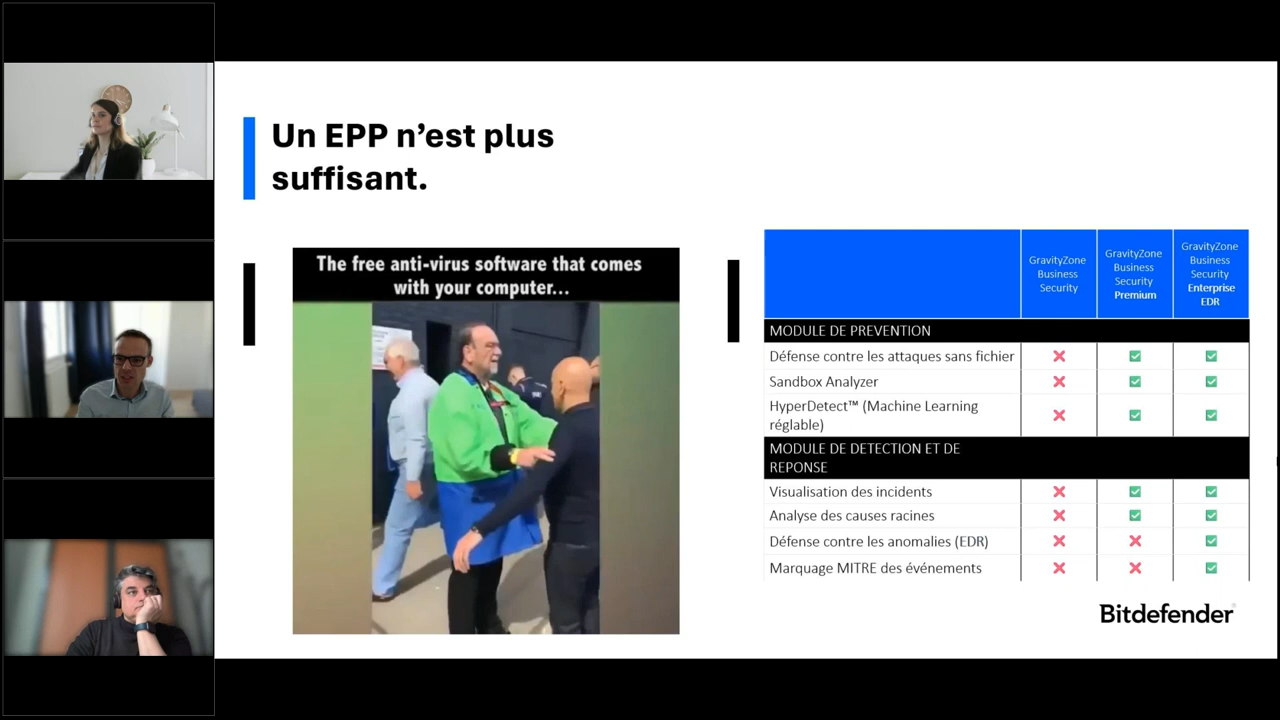 Un EPP n’est plus
suffisant.
The free anti-virus software that comes
with your computer...
GravityZone
Business
Security
GravityZone
Business
Security
Premium
GravityZone
Business
Security
Enterprise
EDR
MODULE DE PREVENTION
Défense contre les attaques sans fichier
Sandbox Analyzer
HyperDetect™ (Machine Learning
réglable)
MODULE DE DETECTION ET DE
REPONSE
Visualisation des incidents
Analyse des causes racines
Défense contre les anomalies (EDR)
Marquage MITRE des événements
Bitdefender